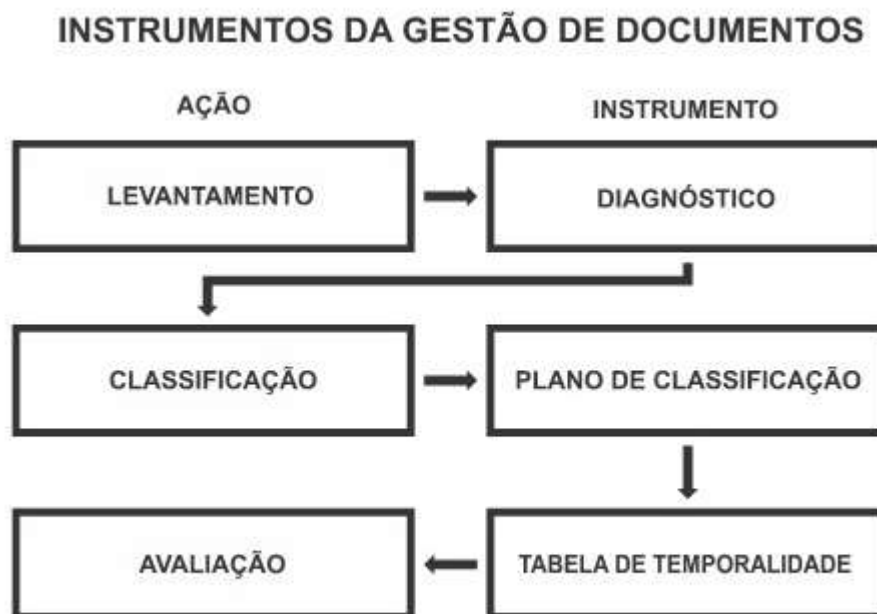 INSTRUMENTOS DA GESTÃO DE DOCUMENTOS
AÇÃO
INSTRUMENTO
LEVANTAMENTO
DIAGNÓSTICO
CLASSIFICAÇÃO
PLANO DE CLASSIFICAÇÃO
AVALIAÇÃO
TABELA DE TEMPORALIDADE